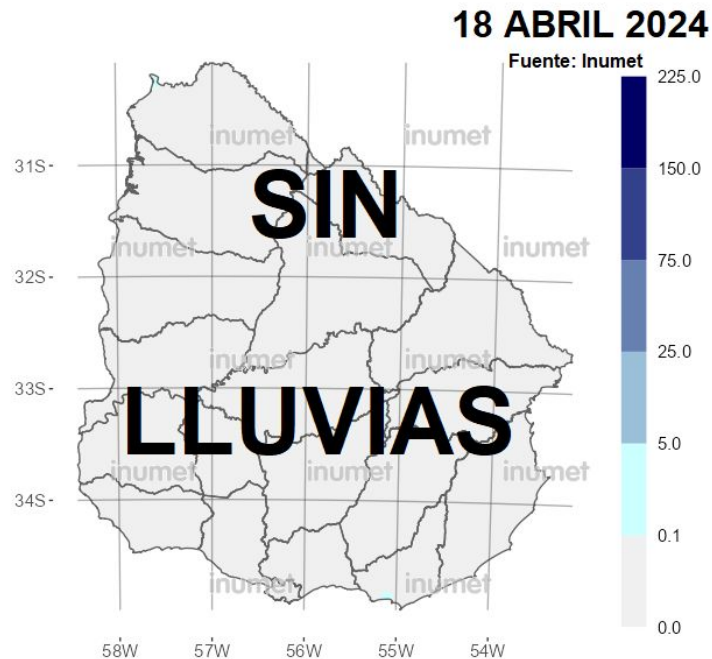 18 ABRIL 2024
Fuente: Inumet
225.0
inumet inumet
31S
150.0
SIN
inumet inumet inumet
75.0
32S
25.0
inumet inumet
33S
LLUVIAS
5.0
inumet inumet inumet
34S
0.1
inumet inumet
0.0
58W 57W 56W 55W 54W